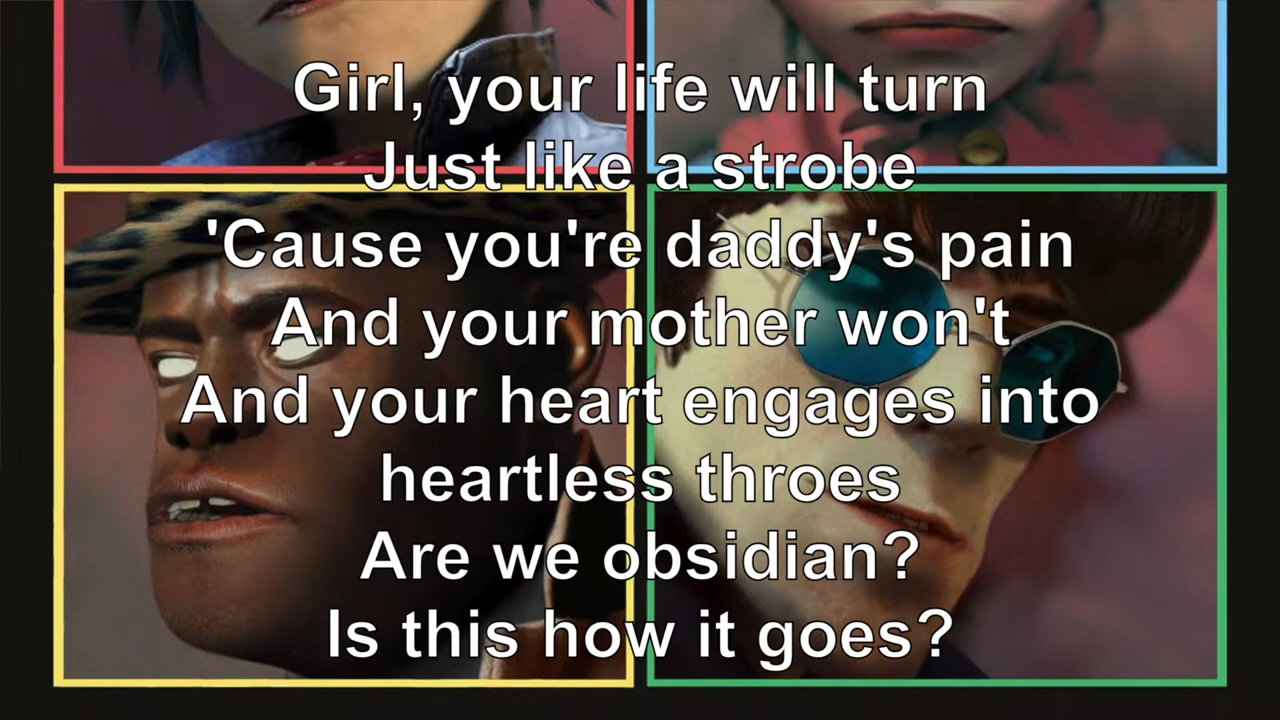 Girl, your life will turn
Just like a strobe
'Cause you're daddy's pain
And your mother won't
And your heart engages into
heartless throes
Are we obsidian?
Is this how it goes?